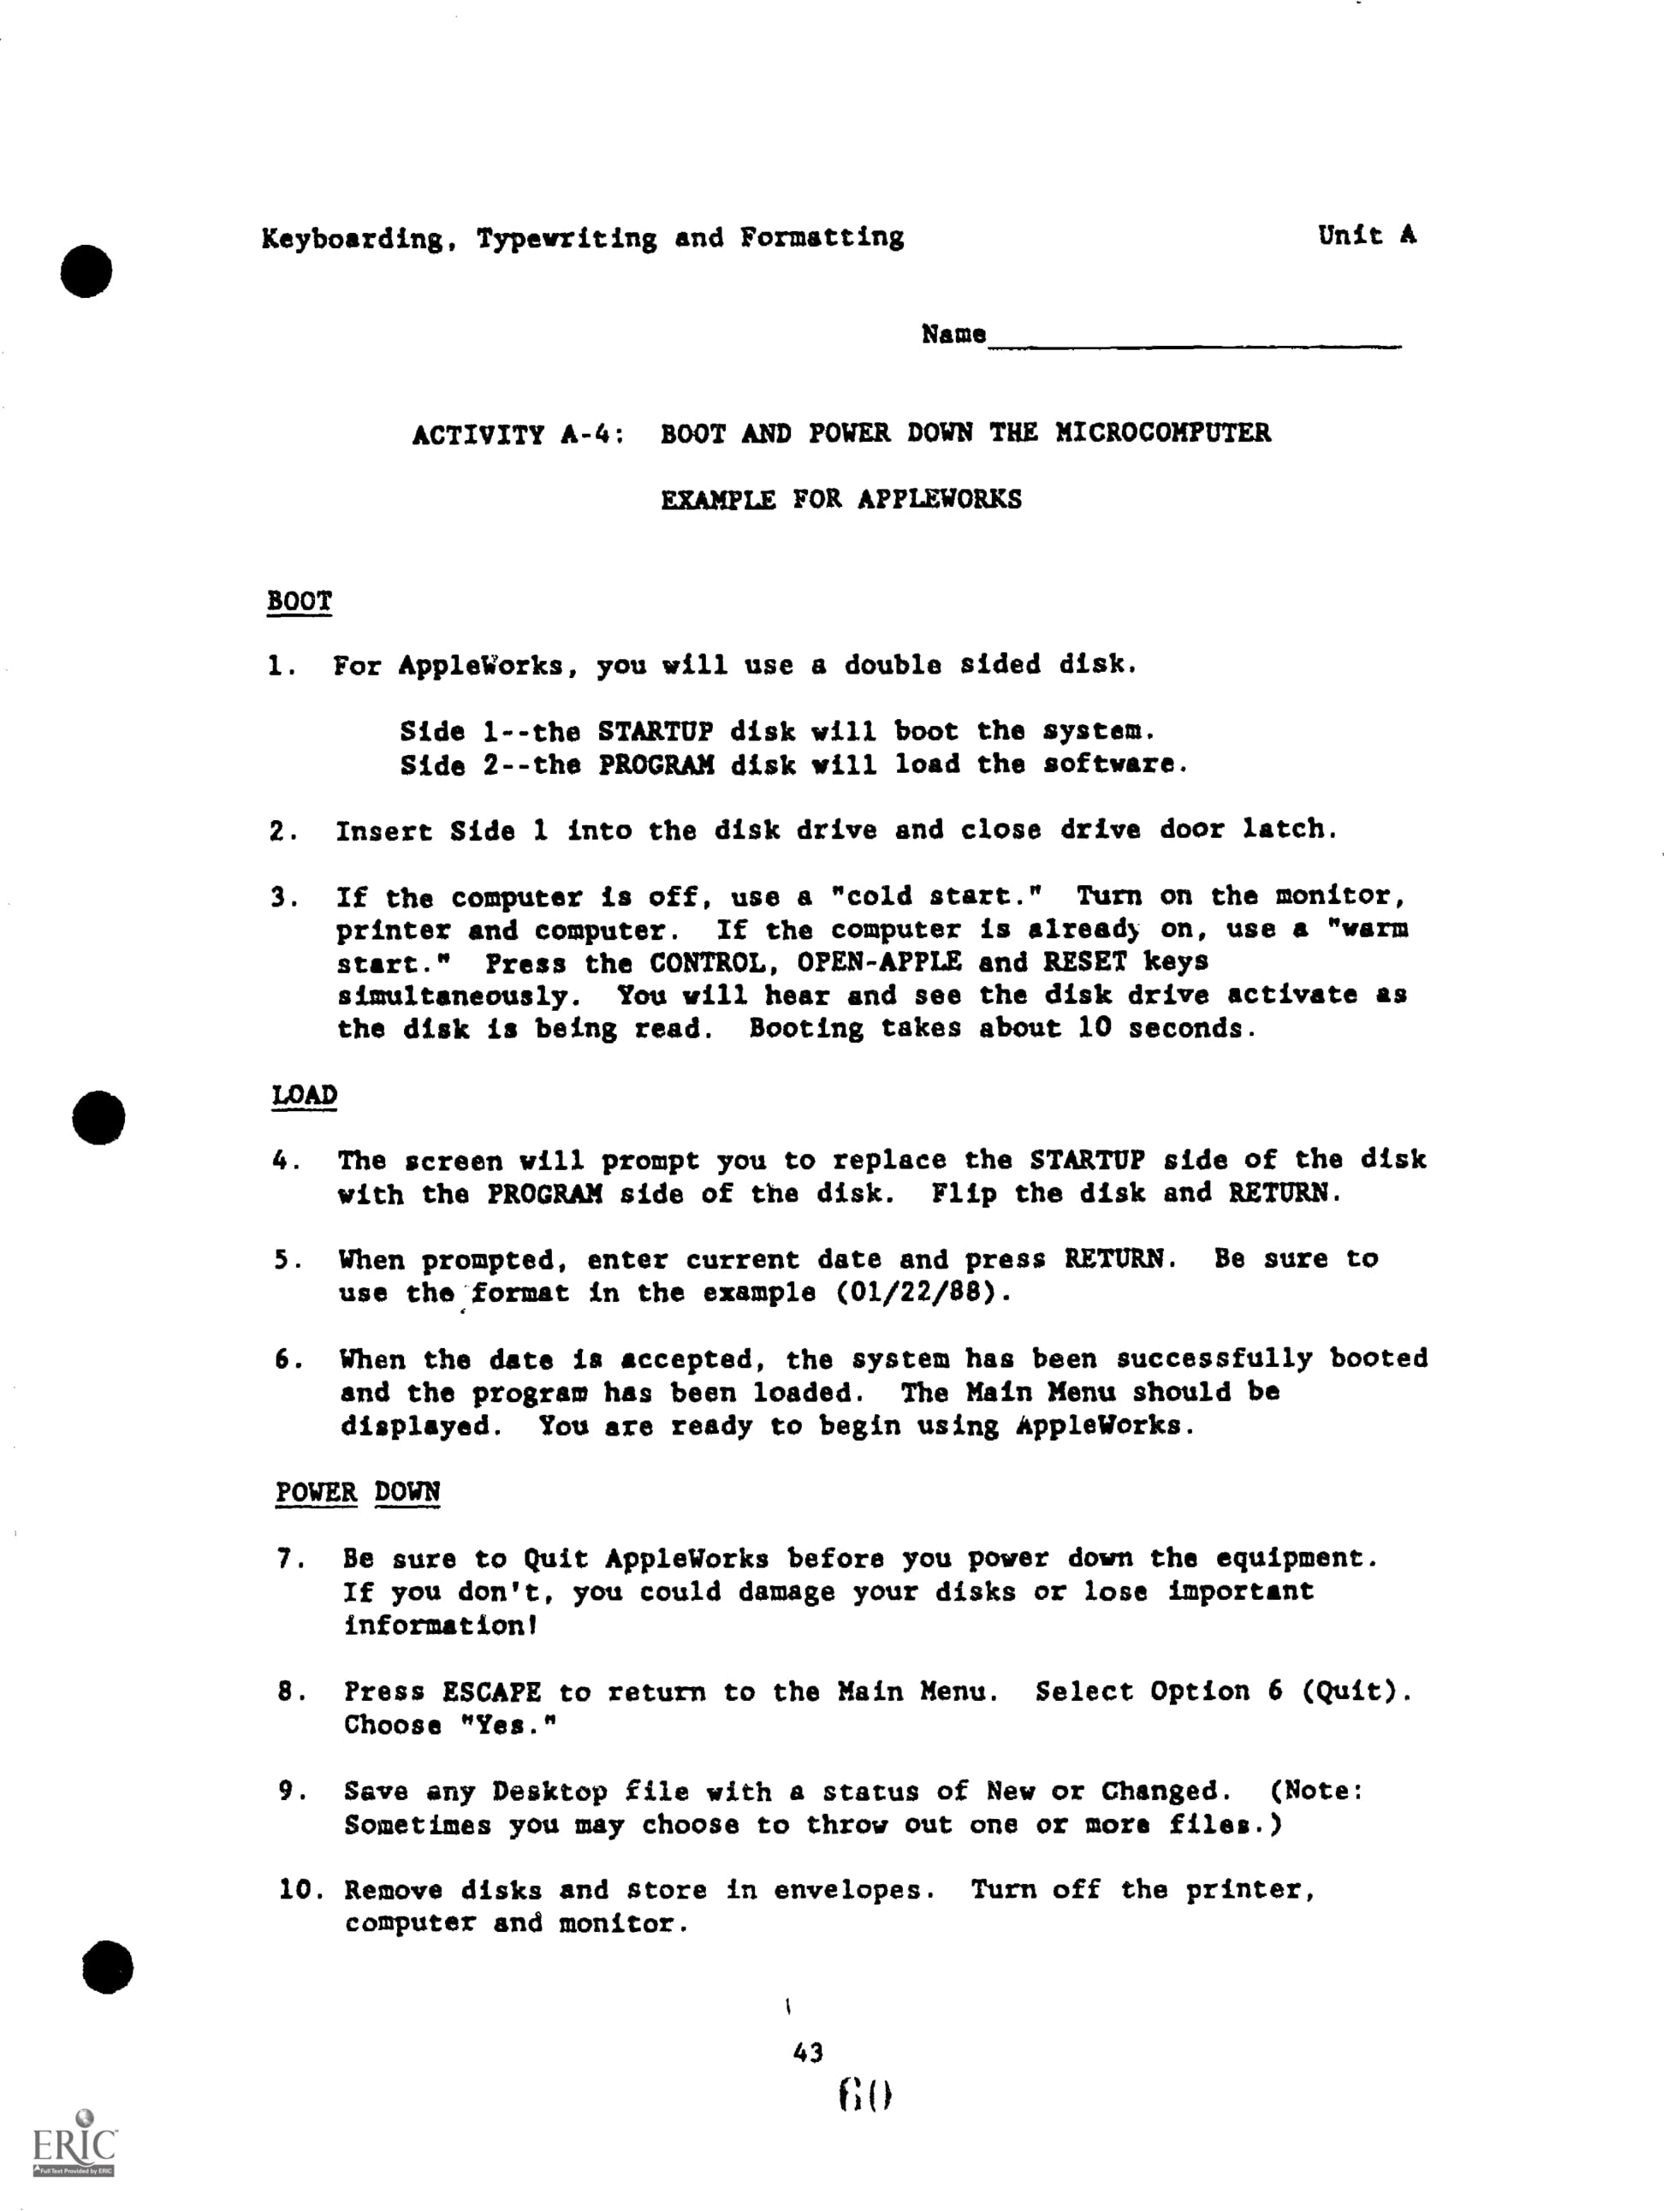 Keyboarding, Typewriting and Formatting Unit A
Name
ACTIVITY A-4: BOOT AND POWER DOWN THE MICROCOMPUTER
EXAMPLE FOR APPLEWORKS
BOOT
1. For AppleWorks, you will use a double sided disk.
Side 1--the STARTUP disk will boot the system.
Side 2--the PROGRAM disk will load the software.
2. Insert Side 1 into the disk drive and close drive door latch.
3. If the computer is off, use a "cold start." Turn on the monitor,
printer and computer. If the computer is already on, use a "warm
start." Press the CONTROL, OPEN-APPLE and RESET keys
simultaneously. You will hear and see the disk drive activate as
the disk is being read. Booting takes about 10 seconds.
LOAD
4. The screen will prompt you to replace the STARTUP side of the disk
with the PROGRAM side of the disk. Flip the disk and RETURN.
5. When prompted, enter current date and press RETURN. Be sure to
use the format in the example (01/22/88).
6. When the date is accepted, the system has been successfully booted
and the program has been loaded. The Main Menu should be
displayed. You are ready to begin using AppleWorks.
POWER DOWN
7. Be sure to Quit AppleWorks before you power down the equipment.
If you don't, you could damage your disks or lose important
information!
8. Press ESCAPE to return to the Main Menu. Select Option 6 (Quit).
Choose "Yes."
9. Save any Desktop file with a status of New or Changed. (Note:
Sometimes you may choose to throw out one or more files.)
10. Remove disks and store in envelopes. Turn off the printer,
computer and monitor.
43
60
ERIC
Full Text Provided by ERIC